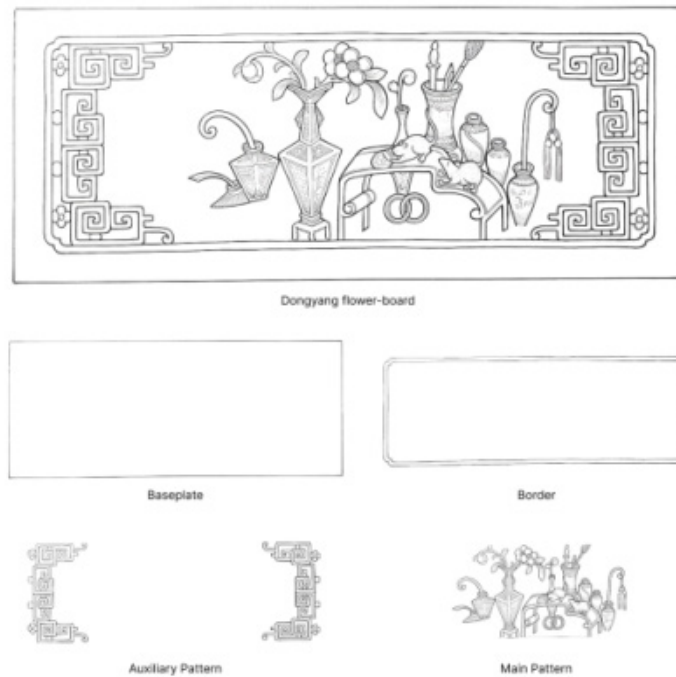 Dongyang flower-board
Baseplate
Border
Auxiliary Pattern
Main Pattern